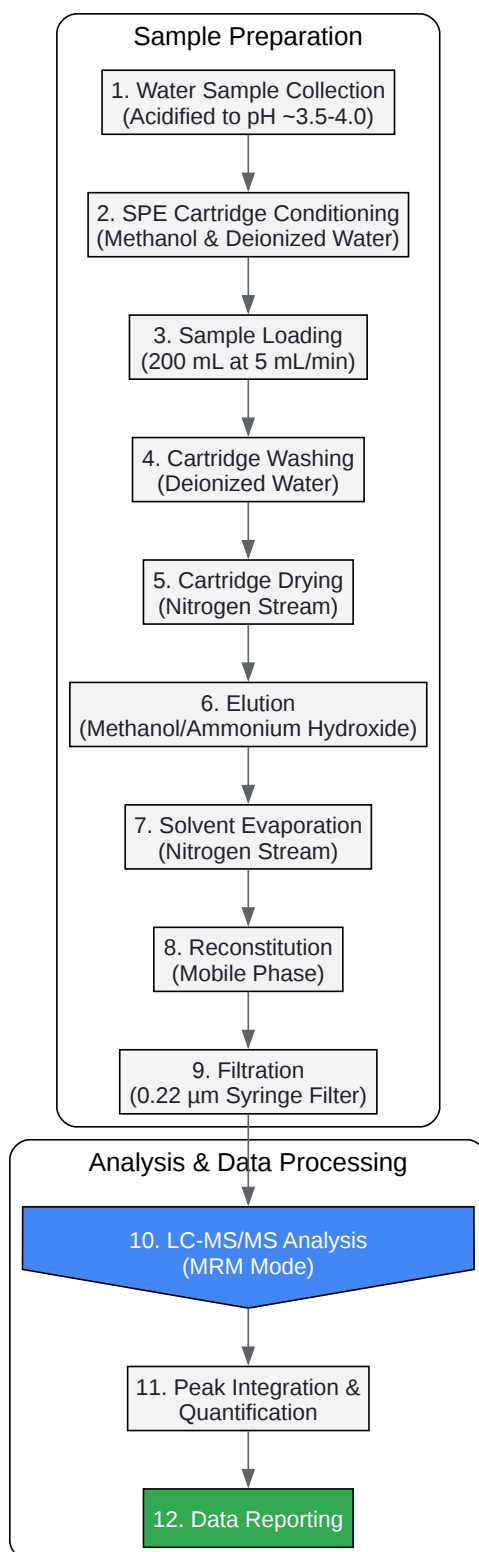 Sample Preparation
1. Water Sample Collection
(Acidified to pH ~3.5-4.0)
2. SPE Cartridge Conditioning
(Methanol & Deionized Water)
3. Sample Loading
(200 mL at 5 mL/min)
4. Cartridge Washing
(Deionized Water)
5. Cartridge Drying
(Nitrogen Stream)
6. Elution
(Methanol/Ammonium Hydroxide)
7. Solvent Evaporation
(Nitrogen Stream)
8. Reconstitution
(Mobile Phase)
9. Filtration
(0.22 µm Syringe Filter)
Analysis & Data Processing
10. LC-MS/MS Analysis
(MRM Mode)
11. Peak Integration &
Quantification
12. Data Reporting